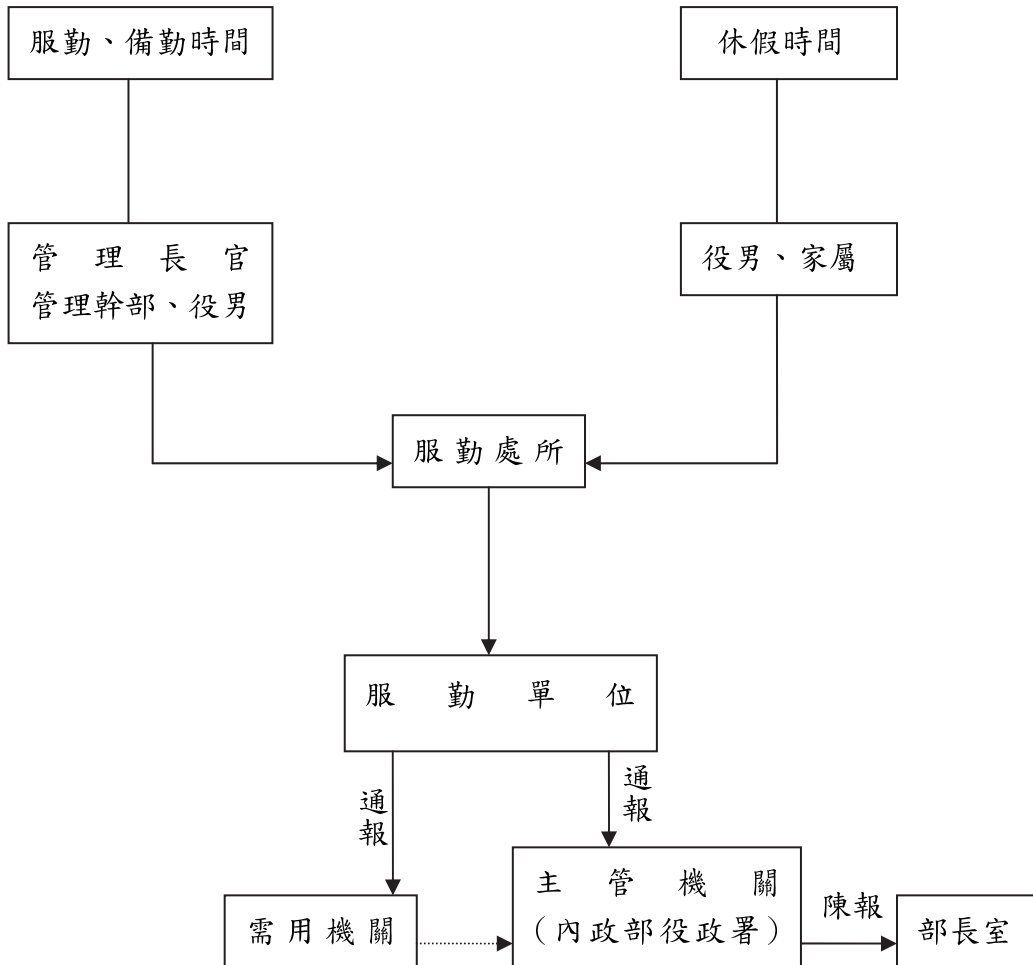 服勤、備勤時間
休假時間
管理長官
管理幹部、役男
役男、家屬
服勤處所
服勤單位
通報
通報
主管機關
(內政部役政署)
陳報
需用機關
部長室